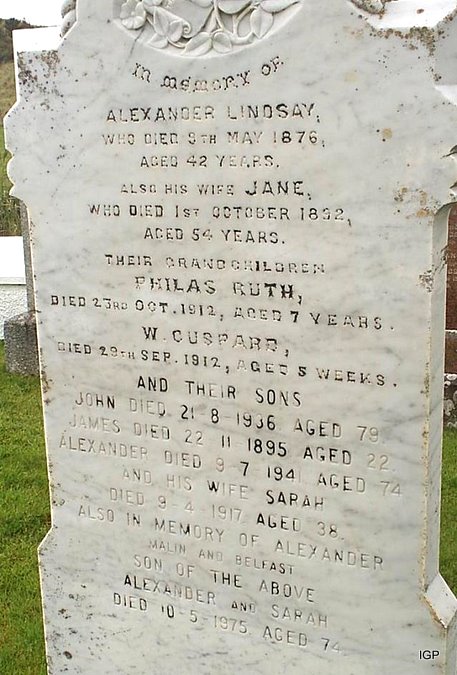 In Memory of
ALEXANDER LINDSAY,
WHO DIED 9TH MAY 1876,
AGED 42 YEARS.
ALSO HIS WIFE JANE,
WHO DIED 1ST OCTOBER 1892,
AGED 54 YEARS.
THEIR GRANDCHILDREN
PHILAS RUTH,
DIED 23RD OCT. 1912, AGED 7 YEARS.
W. CUSPARD,
DIED 29TH SEP. 1912, AGED 5 WEEKS.
AND THEIR SONS
JOHN DIED 21-8-1936 AGED 79
JAMES DIED 22 11-1895 AGED 22
ALEXANDER DIED 9-7 1941 AGED 74
AND HIS WIFE SARAH
DIED 9-4-1917 AGED 38.
ALSO IN MEMORY OF ALEXANDER
MALIN AND BELFAST
SON OF THE ABOVE
ALEXANDER AND SARAH
DIED 10-5-1975, AGED 74
IGP